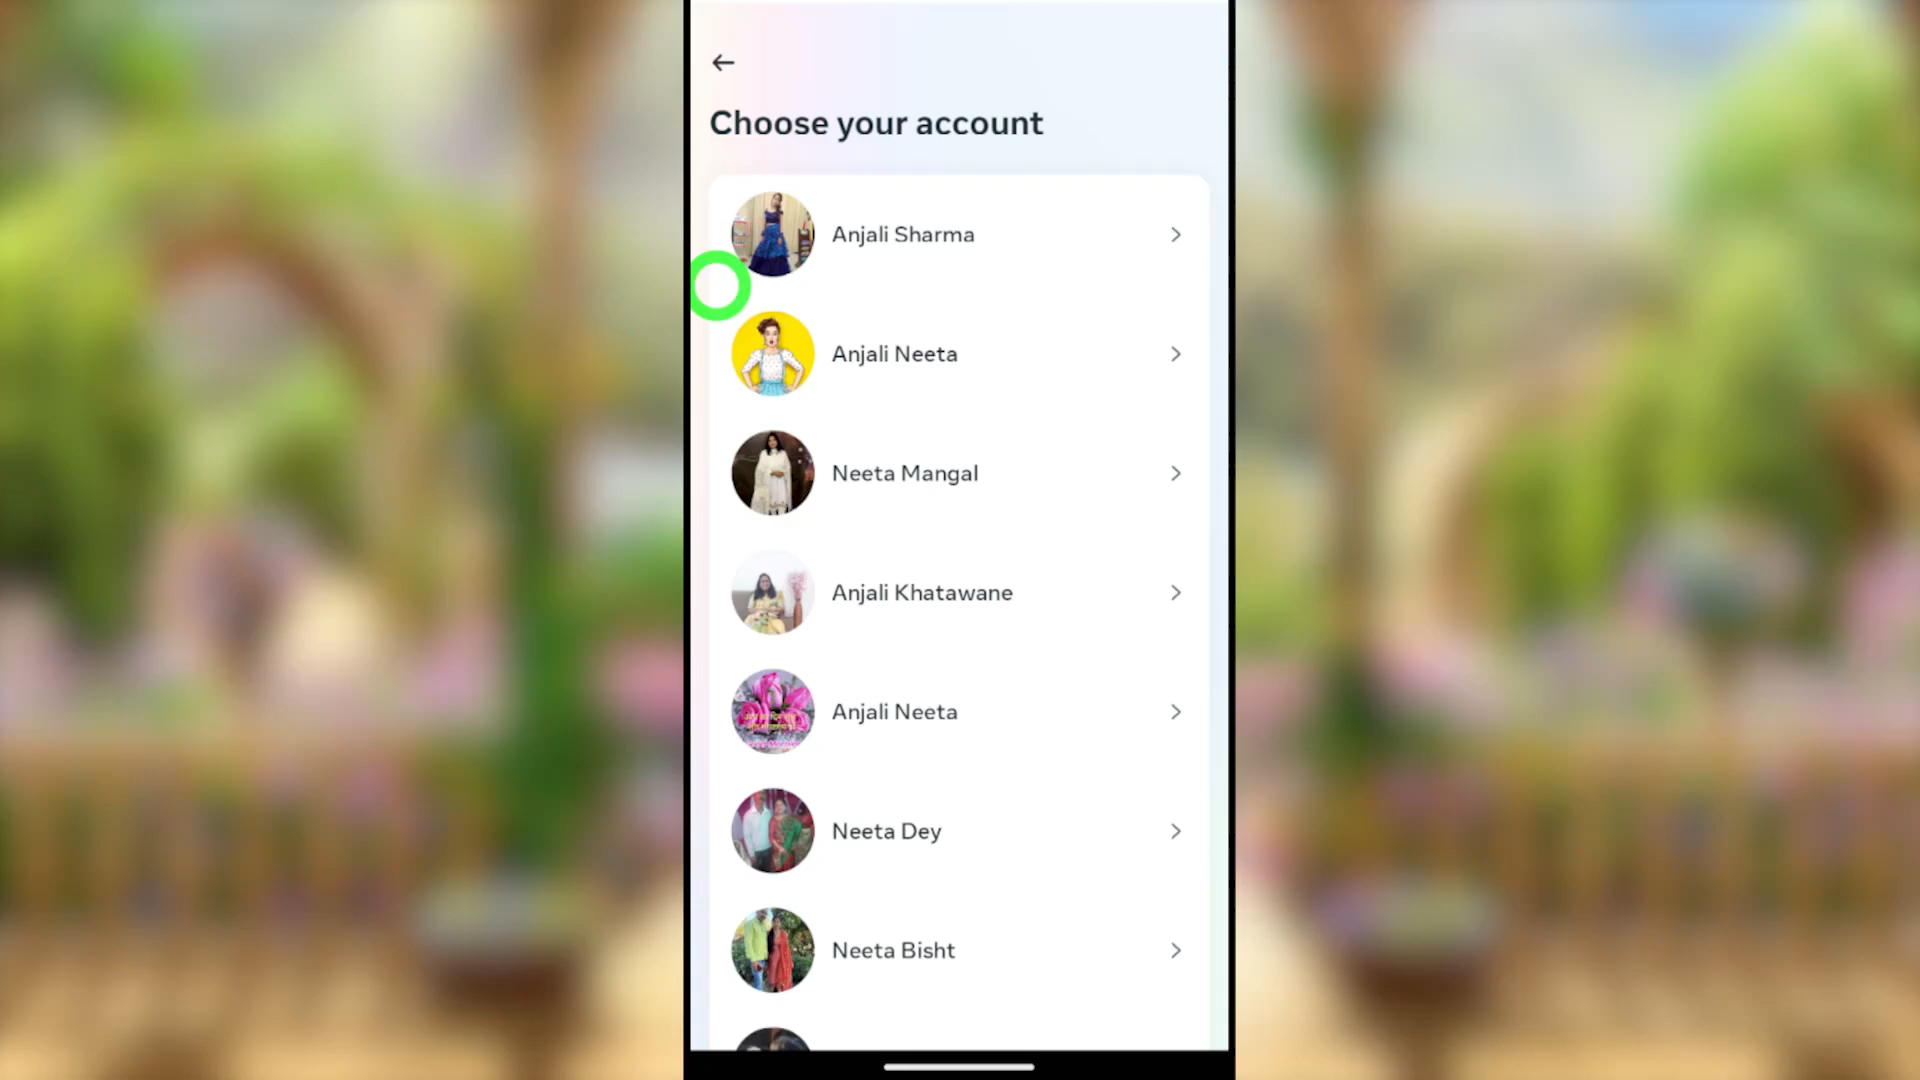 Choose your account
Anjali Sharma
Anjali Neeta
Neeta Mangal
Anjali Khatawane
Anjali Neeta
Neeta Dey
Neeta Bisht